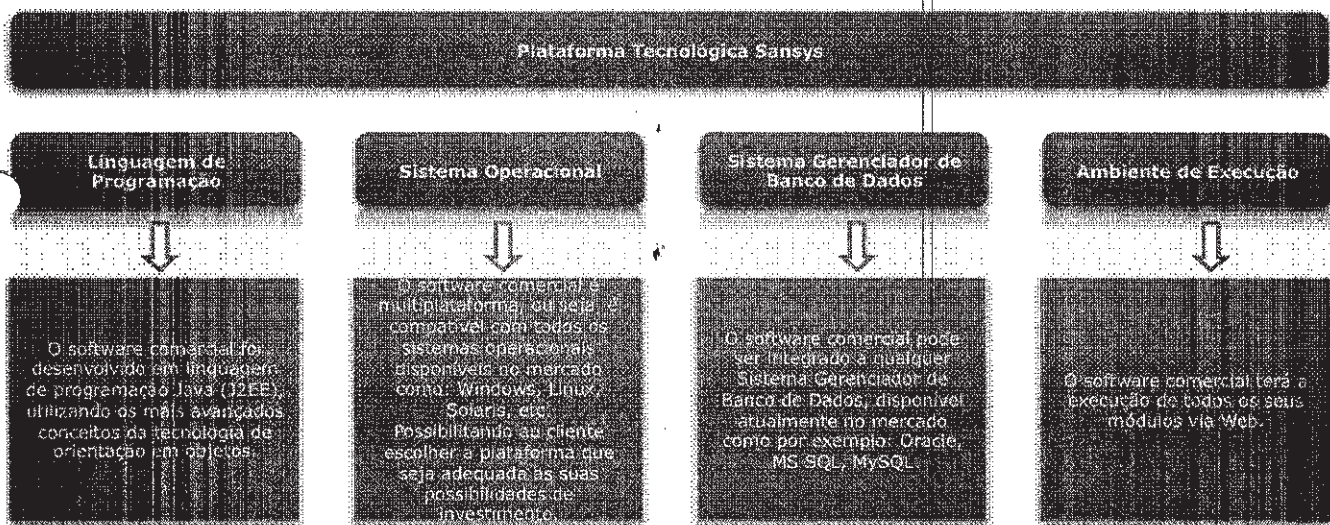 Plataforma Tecnológica Sansys
Linguagem de
Programação
Sistema Operacional
Sistema Gerenciador de
Banco de Dados
Ambiente de Execução
O software comercial foi
desenvolvido em linguagem
de programação Java (J2EE),
utilizando os mais avançados
conceitos da tecnologia de
orientação em objetos.
O software comercial é
multiplataforma, ou seja, é
compatível com todos os
sistemas operacionais
disponíveis no mercado
como: Windows, Linux,
Solaris, etc.
Possibilitando ao cliente
escolher a plataforma que
seja adequada as suas
possibilidades de
investimento.
O software comercial pode
ser integrado a qualquer
Sistema Gerenciador de
Banco de Dados, disponível
atualmente no mercado
como por exemplo: Oracle,
MS SQL, MySQL
O software comercial terá a
execução de todos os seus
módulos via Web.